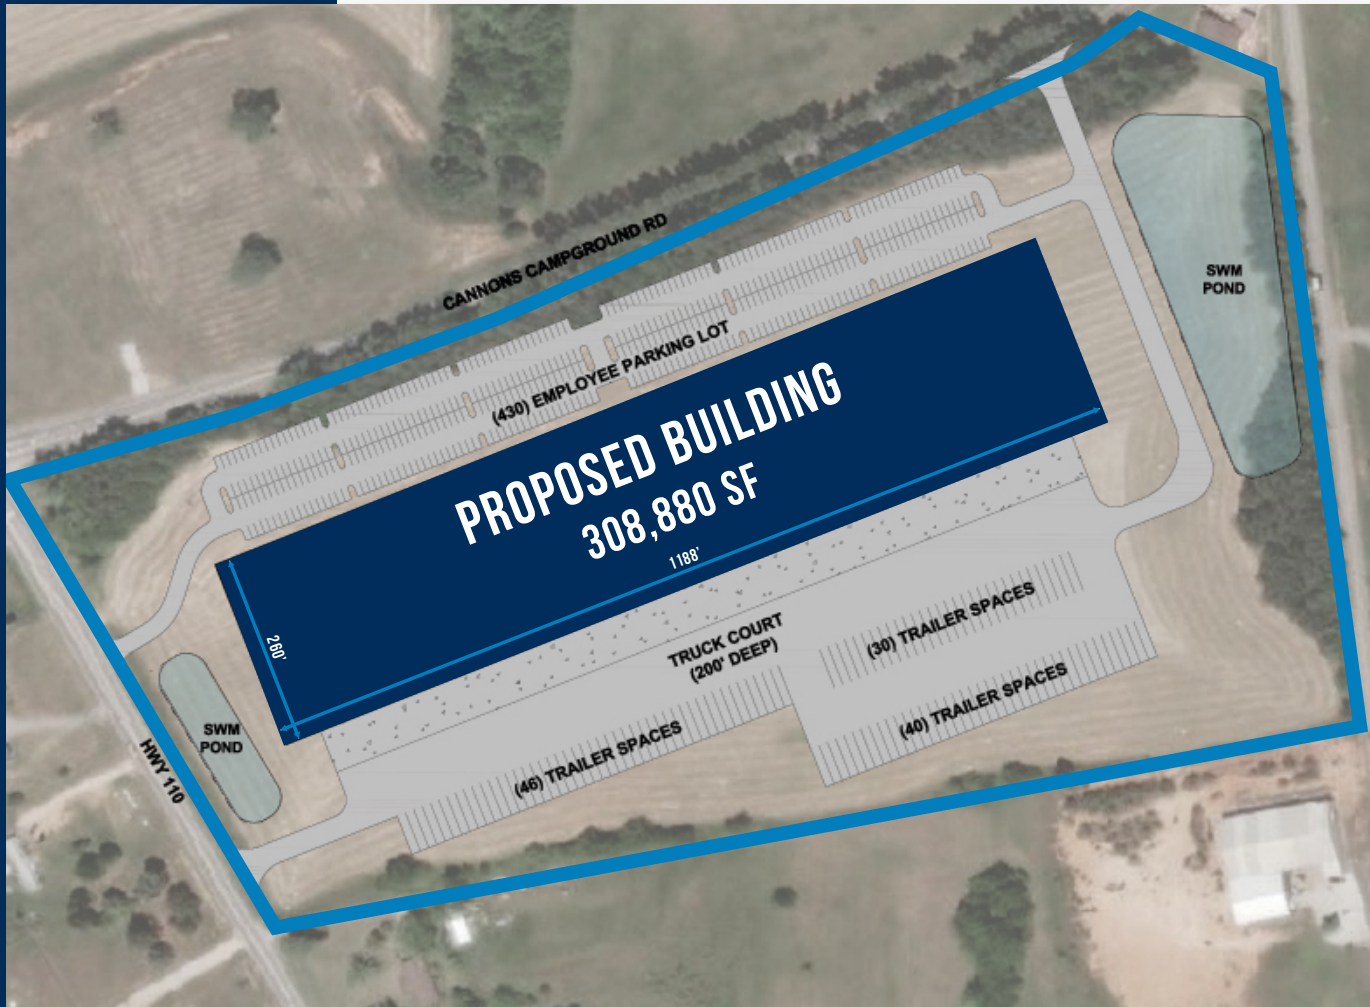 CANNONS CAMPGROUND RD
SWM
POND
(430) EMPLOYEE PARKING LOT
PROPOSED BUILDING
308,880 SF
1188'
260'
TRUCK COURT
(200' DEEP)
(30) TRAILER SPACES
(40) TRAILER SPACES
(46) TRAILER SPACES
SWM
POND
HWY 110